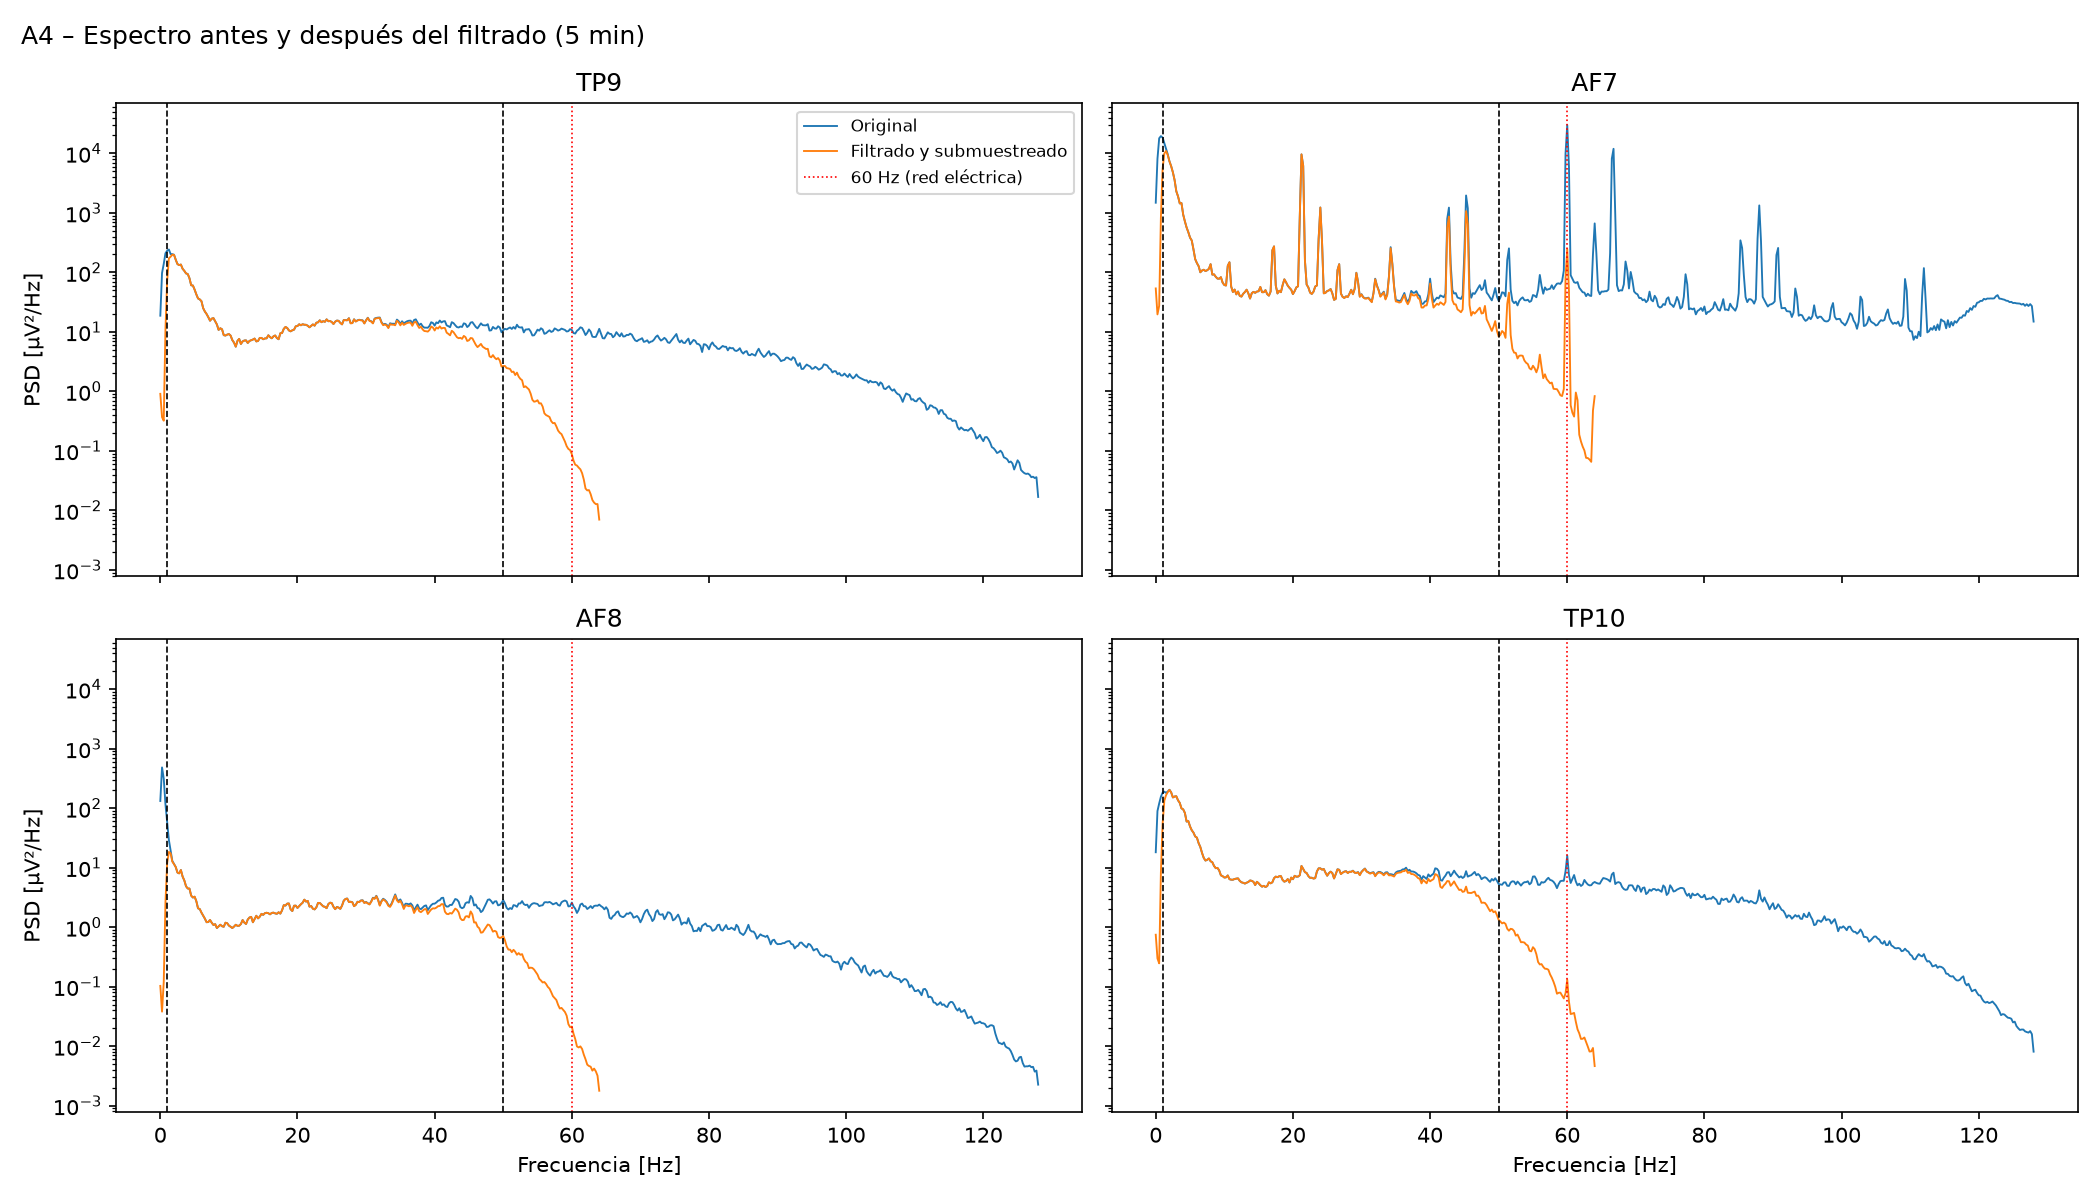 A4 – Espectro antes y después del filtrado (5 min)
TP9
AF7
PSD [µV²/Hz]
10⁴
10³
10²
10¹
10⁰
10⁻¹
10⁻²
10⁻³
Original
Filtrado y submuestreado
60 Hz (red eléctrica)
AF8
TP10
PSD [µV²/Hz]
10⁴
10³
10²
10¹
10⁰
10⁻¹
10⁻²
10⁻³
0 20 40 60 80 100 120
0 20 40 60 80 100 120
Frecuencia [Hz]
Frecuencia [Hz]